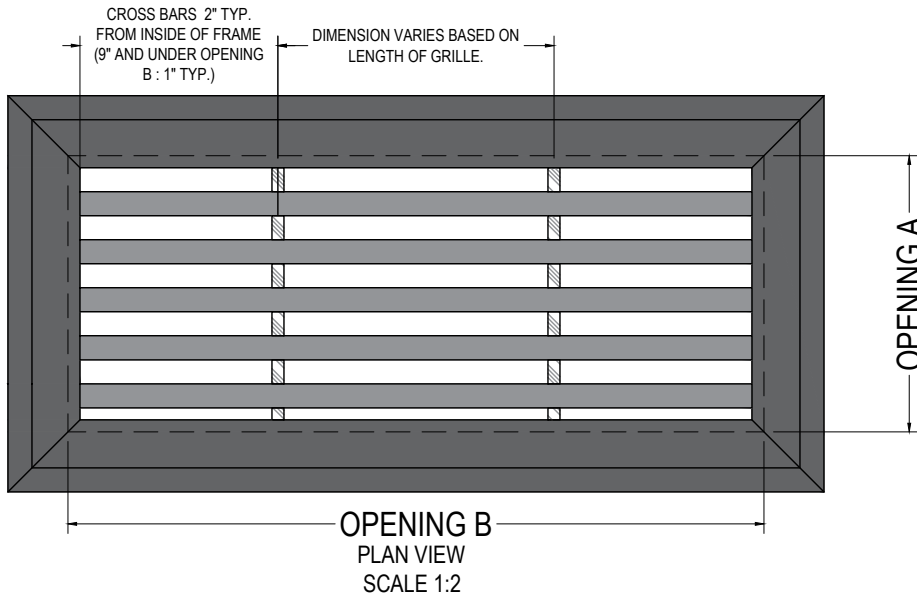 CROSS BARS 2" TYP.
FROM INSIDE OF FRAME
(9" AND UNDER OPENING
B : 1" TYP.)
DIMENSION VARIES BASED ON
LENGTH OF GRILLE.
OPENING A
OPENING B
PLAN VIEW
SCALE 1:2